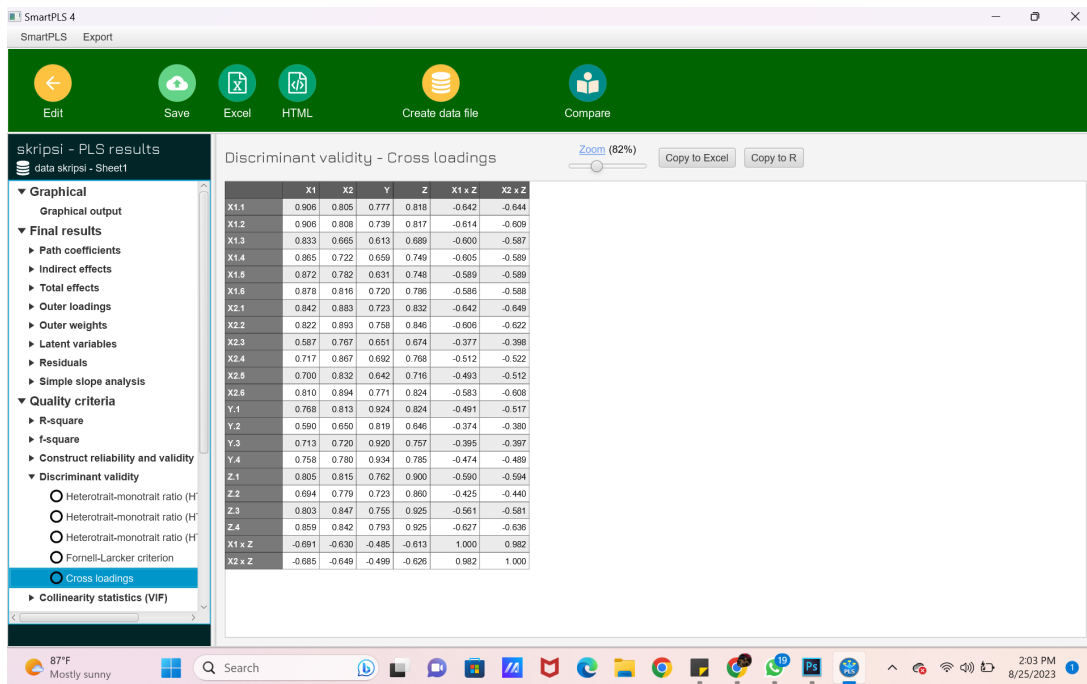 SmartPLS 4
SmartPLS Export
Edit Save Excel HTML Create data file Compare
skripsi - PLS results
data skripsi - Sheet1
Graphical
Graphical output
Final results
Path coefficients
Indirect effects
Total effects
Outer loadings
Outer weights
Latent variables
Residuals
Simple slope analysis
Quality criteria
R-square
f-square
Construct reliability and validity
Discriminant validity
Heterotrait-monotrait ratio (HT
Heterotrait-monotrait ratio (HT
Heterotrait-monotrait ratio (HT
Fornell-Larcker criterion
Cross loadings
Collinearity statistics (VIF)
Discriminant validity - Cross loadings Zoom (82%) Copy to Excel Copy to R
X1 X2 Y Z X1 x Z X2 x Z
X1.1 0.906 0.805 0.777 0.818 -0.642 -0.644
X1.2 0.906 0.808 0.739 0.817 -0.614 -0.609
X1.3 0.833 0.665 0.613 0.689 -0.600 -0.587
X1.4 0.865 0.722 0.659 0.749 -0.605 -0.589
X1.5 0.872 0.782 0.631 0.748 -0.589 -0.589
X1.6 0.878 0.816 0.720 0.786 -0.586 -0.588
X2.1 0.842 0.883 0.723 0.832 -0.642 -0.649
X2.2 0.822 0.893 0.758 0.846 -0.606 -0.622
X2.3 0.587 0.767 0.651 0.674 -0.377 -0.398
X2.4 0.717 0.867 0.692 0.768 -0.512 -0.522
X2.5 0.700 0.832 0.642 0.716 -0.493 -0.512
X2.6 0.810 0.894 0.771 0.824 -0.583 -0.608
Y.1 0.768 0.813 0.924 0.824 -0.491 -0.517
Y.2 0.590 0.650 0.819 0.646 -0.374 -0.380
Y.3 0.713 0.720 0.920 0.757 -0.395 -0.397
Y.4 0.758 0.780 0.934 0.785 -0.474 -0.489
Z.1 0.805 0.815 0.762 0.900 -0.590 -0.594
Z.2 0.694 0.779 0.723 0.860 -0.425 -0.440
Z.3 0.803 0.847 0.755 0.925 -0.561 -0.581
Z.4 0.859 0.842 0.793 0.925 -0.627 -0.636
X1 x Z -0.691 -0.630 -0.485 -0.613 1.000 0.982
X2 x Z -0.685 -0.649 -0.499 -0.626 0.982 1.000
87°F
Mostly sunny
Search
19
Ps
PLS
2:03 PM
8/25/2023
1